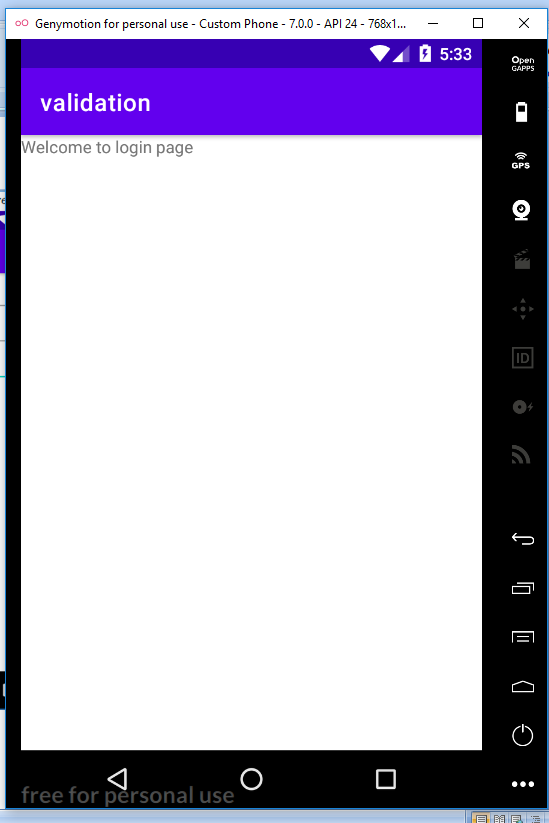 Genymotion for personal use - Custom Phone - 7.0.0 - API 24 - 768x1...
5:33
Open
GAPPS
validation
Welcome to login page
GPS
ID
free for personal use